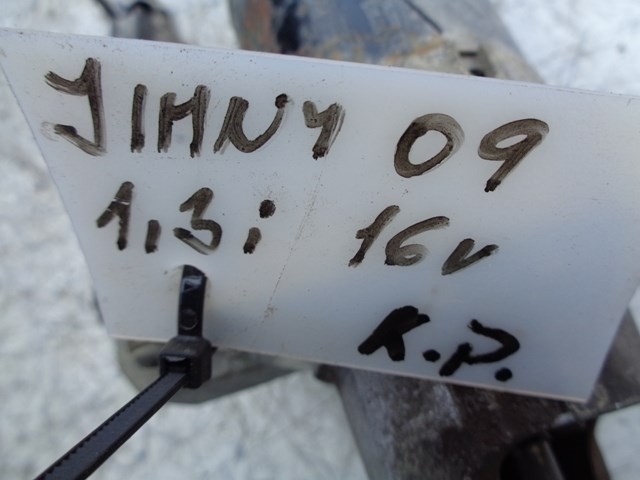 JIMNY 09
1,3i 16v
K.P.